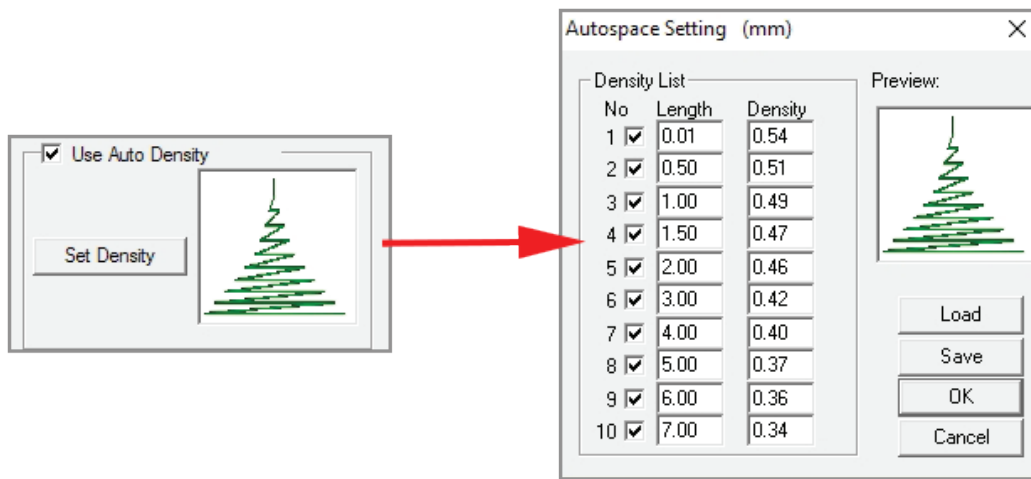 Use Auto Density
Set Density
Autospace Setting (mm)
Density List
No Length Density
1 0.01 0.54
2 0.50 0.51
3 1.00 0.49
4 1.50 0.47
5 2.00 0.46
6 3.00 0.42
7 4.00 0.40
8 5.00 0.37
9 6.00 0.36
10 7.00 0.34
Preview:
Load
Save
OK
Cancel